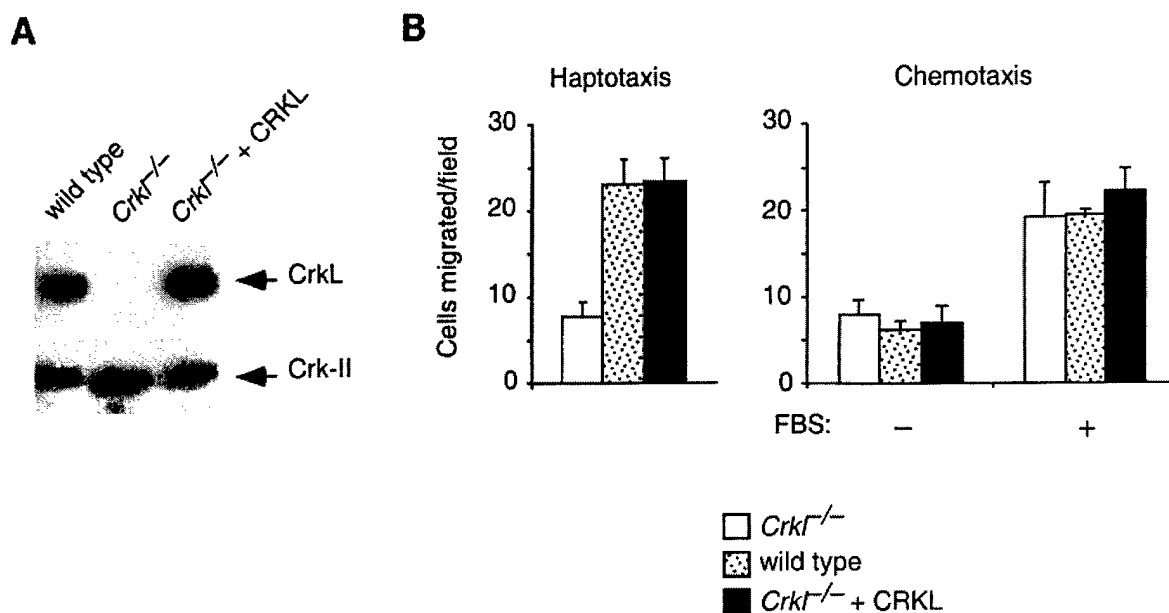 A
wild type
Crkl⁻/⁻
Crkl⁻/⁻ + CRKL
CrkL
Crk-II
B
Haptotaxis
Chemotaxis
Cells migrated/field
30
20
10
0
30
20
10
0
FBS: – +
Crkl⁻/⁻
wild type
Crkl⁻/⁻ + CRKL